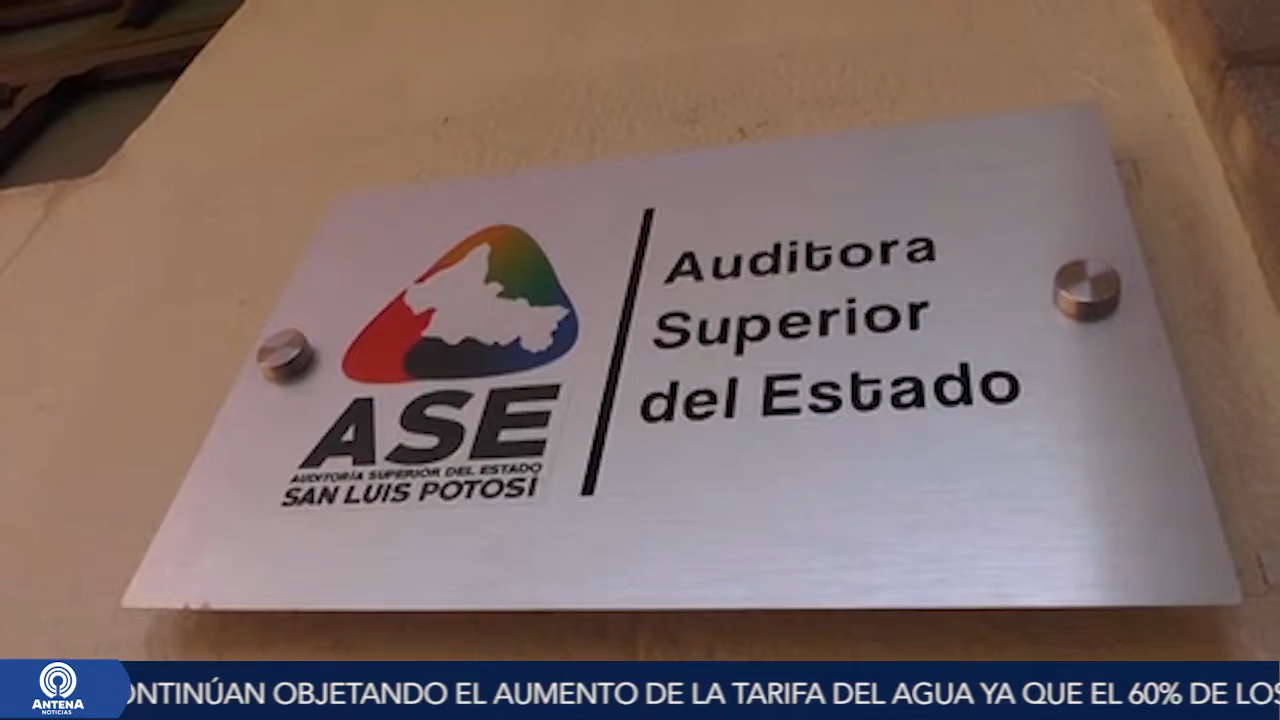 Auditora
Superior
del Estado
ASE
AUDITORÍA SUPERIOR DEL ESTADO
SAN LUIS POTOSÍ
ANTENA
NOTICIAS
ONTINÚAN OBJETANDO EL AUMENTO DE LA TARIFA DEL AGUA YA QUE EL 60% DE LOS